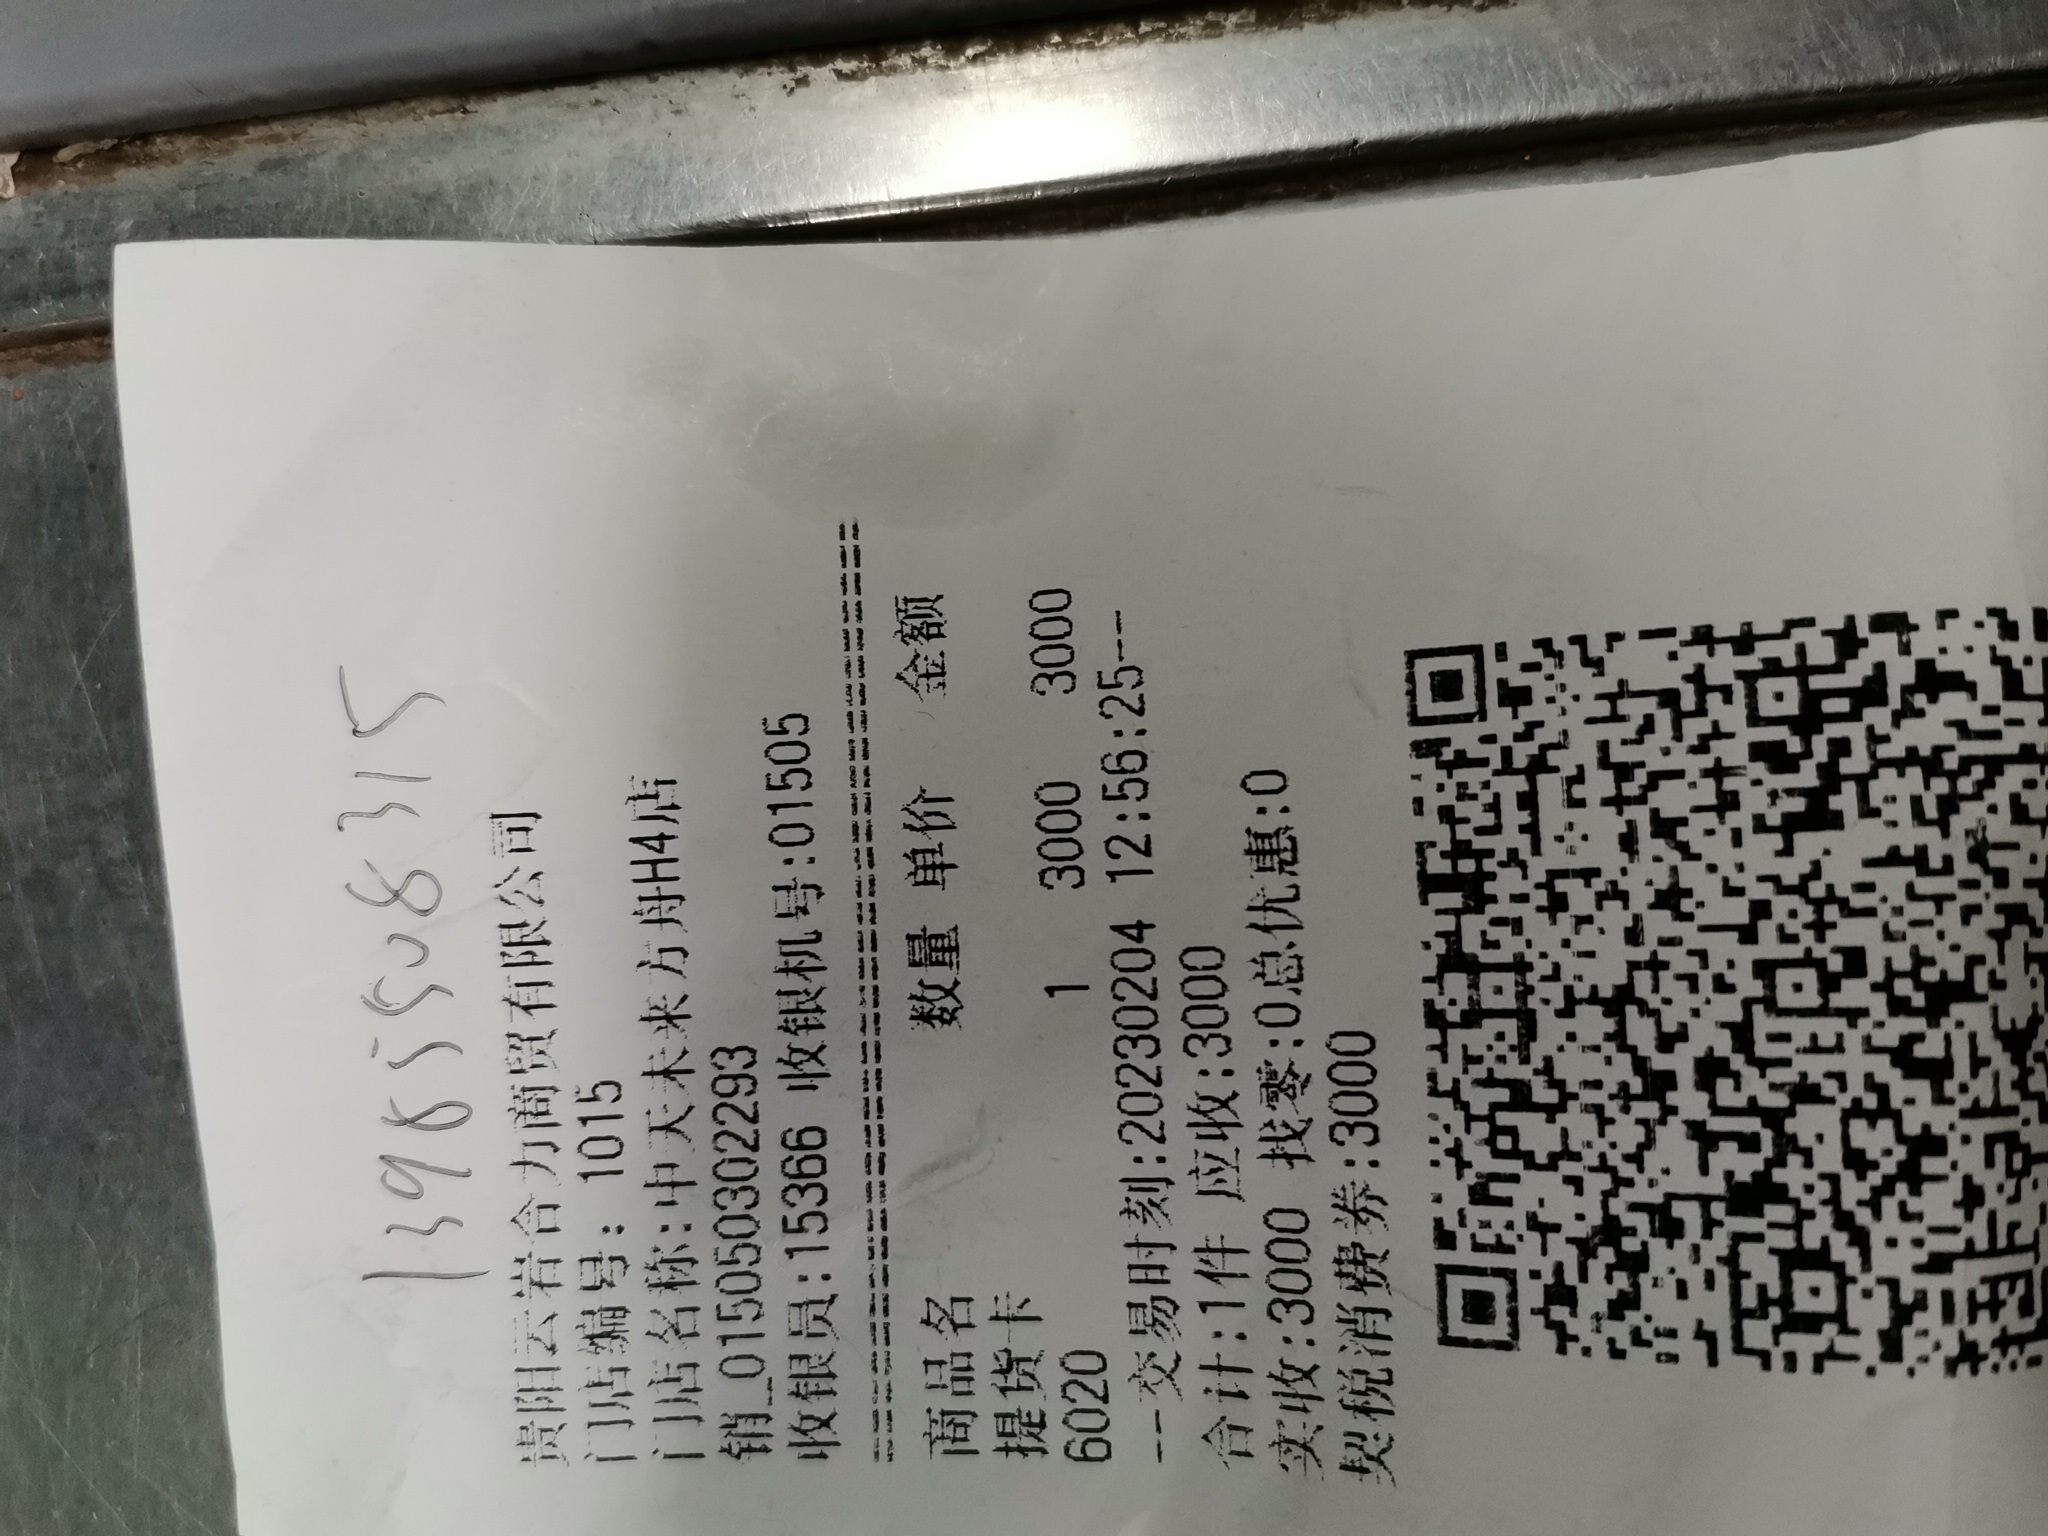 13985508315
贵阳云岩合力商贸有限公司
门店编号: 1015
门店名称:中天未来方舟H4店
销_015050302293
收银员:15366 收银机号:01505
商品名 数量 单价 金额
提货卡
6020 1 3000 3000
--交易时刻:20230204 12:56:25--
合计:1件 应收:3000
实收:3000 找零:0总优惠:0
契税消费券:3000